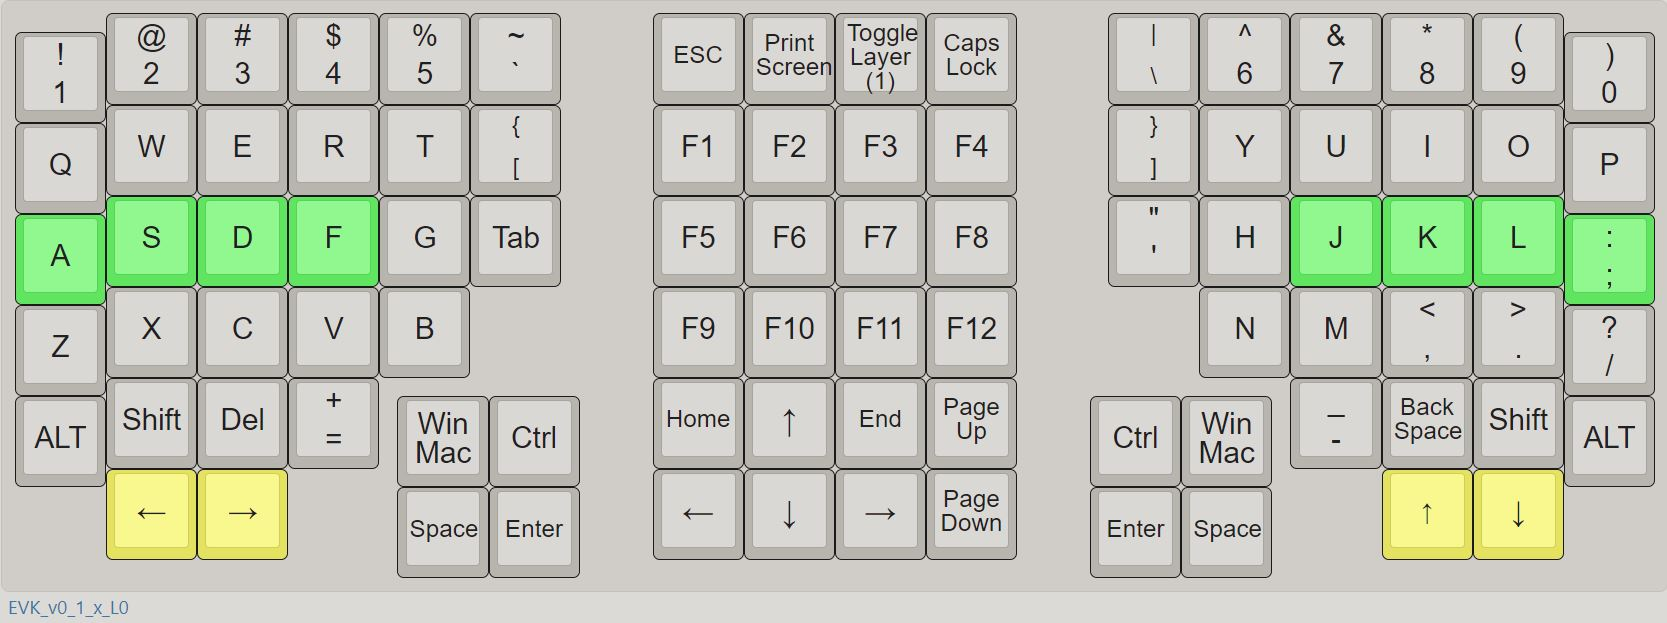 ! @ # $ % ~ ESC Print Toggle Caps | ^ & * ( )
1 2 3 4 5 ` Screen Layer Lock \ 6 7 8 9 0
(1)
Q W E R T { F1 F2 F3 F4 } Y U I O P
[ ]
A S D F G Tab F5 F6 F7 F8 " H J K L :
' ;
Z X C V B F9 F10 F11 F12 N M < > ?
, . /
ALT Shift Del + Win Ctrl Home ↑ End Page Ctrl Win _ Back Shift ALT
= Mac Up Mac - Space
← → Space Enter ← ↓ → Page Enter Space ↑ ↓
Down
EVK_v0_1_x_L0